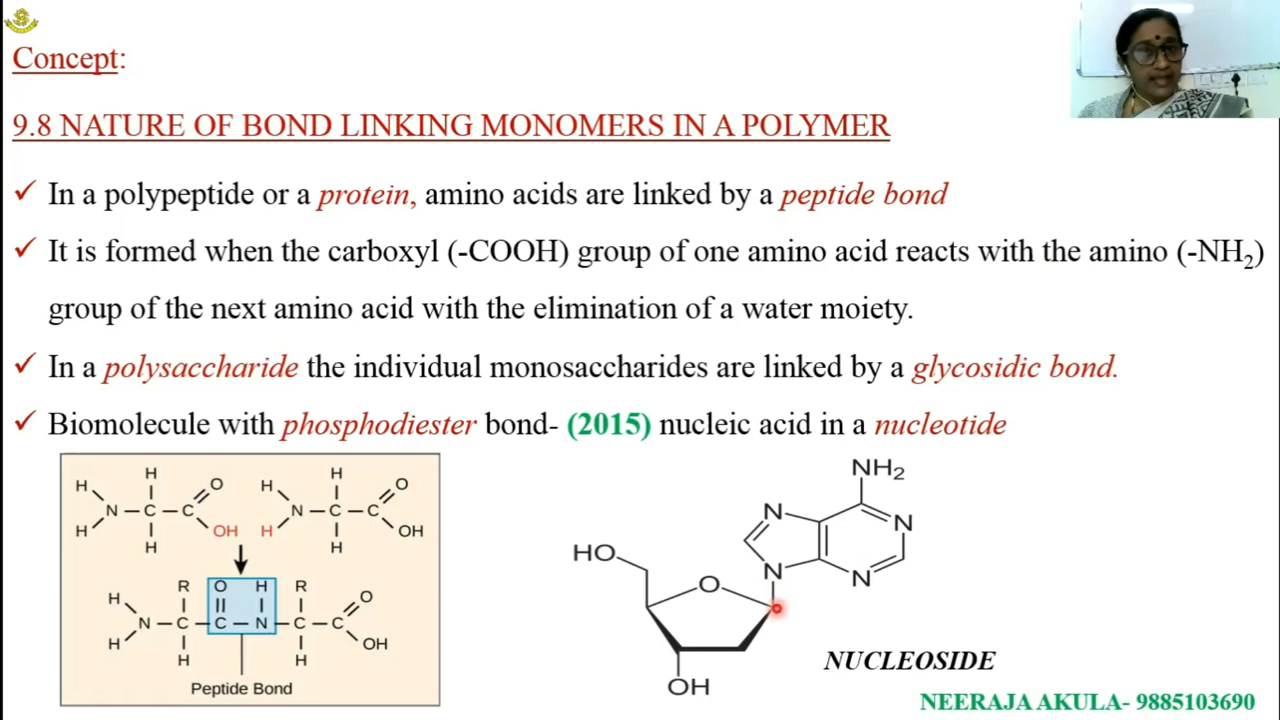 Concept:
9.8 NATURE OF BOND LINKING MONOMERS IN A POLYMER
✓ In a polypeptide or a protein, amino acids are linked by a peptide bond
✓ It is formed when the carboxyl (-COOH) group of one amino acid reacts with the amino (-NH₂)
group of the next amino acid with the elimination of a water moiety.
✓ In a polysaccharide the individual monosaccharides are linked by a glycosidic bond.
✓ Biomolecule with phosphodiester bond- (2015) nucleic acid in a nucleotide
H H
H O H O
N C C N C C
H OH H H OH
H H
R O H R
H O
N C C N C C
H OH
H H
Peptide Bond
NH₂
N N
HO
N N
O
OH
NUCLEOSIDE
NEERAJA AKULA- 9885103690